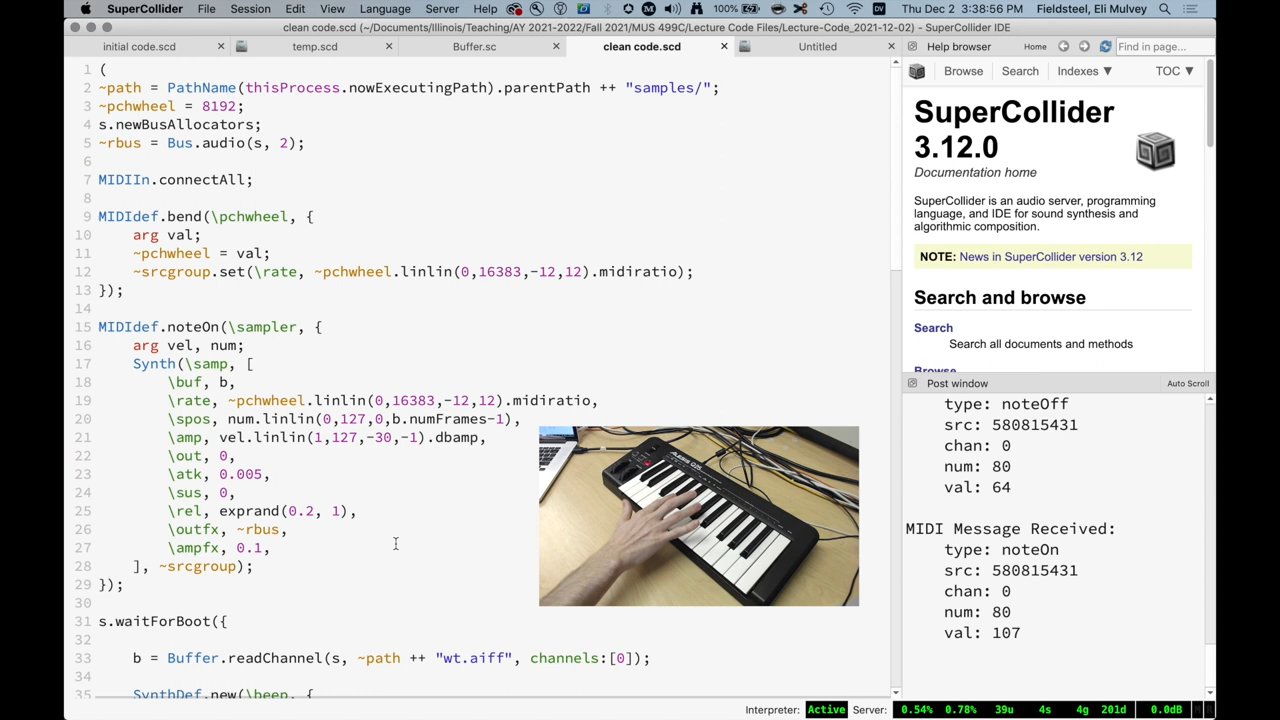 SuperCollider File Session Edit View Language Server Help 100% DV Thu Dec 2 3:38:56 PM Fieldsteel, Eli Mulvey
clean code.scd (~/Documents/Illinois/Teaching/AY 2021-2022/Fall 2021/MUS 499C/Lecture Code Files/Lecture-Code_2021-12-02) - SuperCollider IDE
initial code.scd temp.scd Buffer.sc clean code.scd Untitled
1 (
2 ~path = PathName(thisProcess.nowExecutingPath).parentPath ++ "samples/";
3 ~pchwheel = 8192;
4 s.newBusAllocators;
5 ~rbus = Bus.audio(s, 2);
6
7 MIDIIn.connectAll;
8
9 MIDIdef.bend(\pchwheel, {
10 arg val;
11 ~pchwheel = val;
12 ~srcgroup.set(\rate, ~pchwheel.linlin(0,16383,-12,12).midiratio);
13 });
14
15 MIDIdef.noteOn(\sampler, {
16 arg vel, num;
17 Synth(\samp, [
18 \buf, b,
19 \rate, ~pchwheel.linlin(0,16383,-12,12).midiratio,
20 \spos, num.linlin(0,127,0,b.numFrames-1),
21 \amp, vel.linlin(1,127,-30,-1).dbamp,
22 \out, 0,
23 \atk, 0.005,
24 \sus, 0,
25 \rel, exprand(0.2, 1),
26 \outfx, ~rbus,
27 \ampfx, 0.1,
28 ], ~srcgroup);
29 });
30
31 s.waitForBoot({
32
33 b = Buffer.readChannel(s, ~path ++ "wt.aiff", channels:[0]);
34
35 SynthDef.new(\beep, {
Help browser Home Find in page...
Browse Search Indexes ▼ TOC ▼
SuperCollider
3.12.0
Documentation home
SuperCollider is an audio server, programming
language, and IDE for sound synthesis and
algorithmic composition.
NOTE: News in SuperCollider version 3.12
Search and browse
Search
Search all documents and methods
Browse
Post window Auto Scroll
type: noteOff
src: 580815431
chan: 0
num: 80
val: 64
MIDI Message Received:
type: noteOn
src: 580815431
chan: 0
num: 80
val: 107
Interpreter: Active Server: 0.54% 0.78% 39u 4s 4g 201d 0.0dB M R